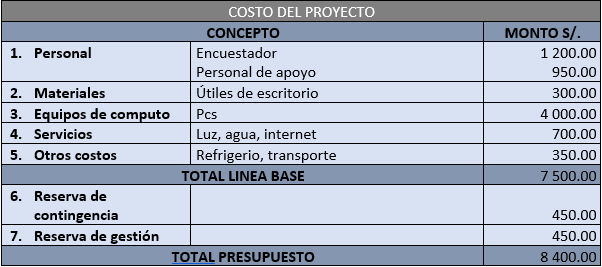 COSTO DEL PROYECTO
CONCEPTO MONTO S/.
1. Personal Encuestador 1 200.00
Personal de apoyo 950.00
2. Materiales Útiles de escritorio 300.00
3. Equipos de computo Pcs 4 000.00
4. Servicios Luz, agua, internet 700.00
5. Otros costos Refrigerio, transporte 350.00
TOTAL LINEA BASE 7 500.00
6. Reserva de
contingencia 450.00
7. Reserva de gestión 450.00
TOTAL PRESUPUESTO 8 400.00